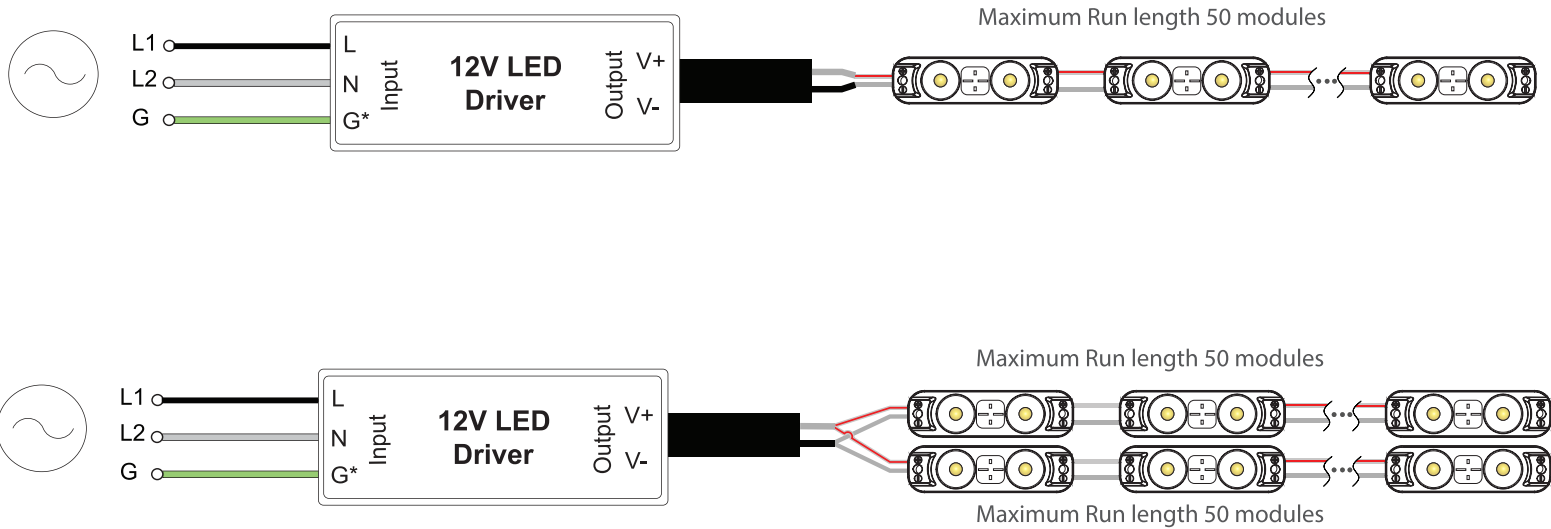 Maximum Run length 50 modules
L1
L2
G
L
N
G*
Input
12V LED
Driver
Output
V+
V-
Maximum Run length 50 modules
L1
L2
G
L
N
G*
Input
12V LED
Driver
Output
V+
V-
Maximum Run length 50 modules